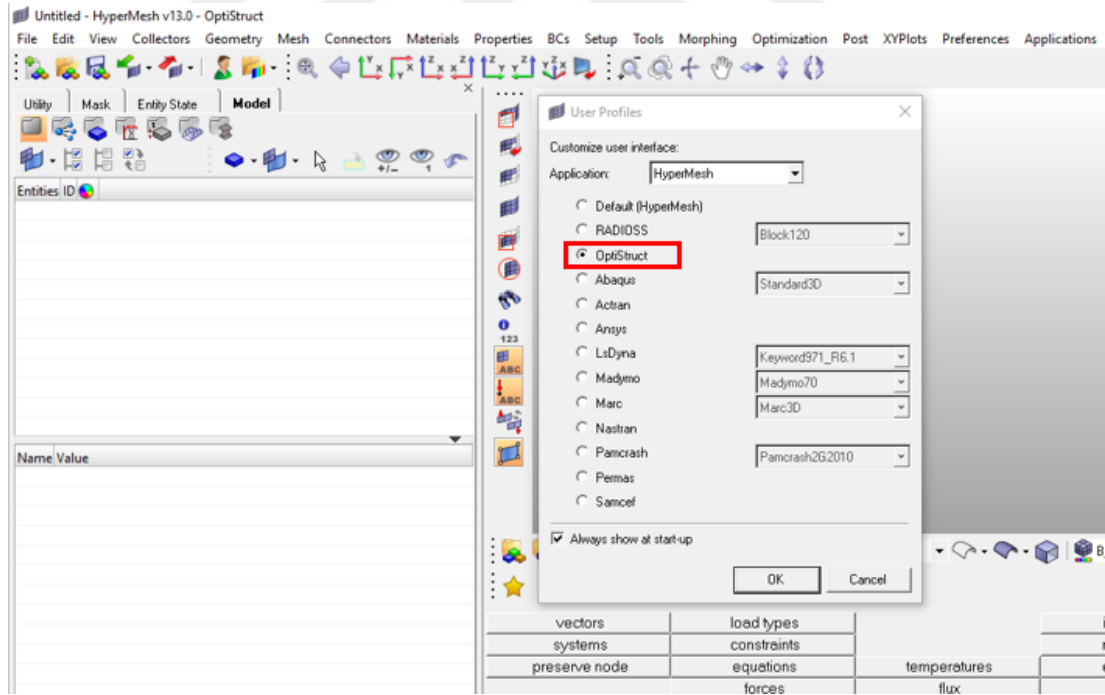 Untitled - HyperMesh v13.0 - OptiStruct
File Edit View Collectors Geometry Mesh Connectors Materials Properties BCs Setup Tools Morphing Optimization Post XYPlots Preferences Applications
Utility Mask Entity State Model
Entities ID
Name Value
123
ABC
ABC
User Profiles
Customize user interface:
Application: HyperMesh
Default (HyperMesh)
RADIOSS Block120
OptiStruct
Abaqus Standard3D
Actran
Ansys
LsDyna Keyword971_R6.1
Madymo Madymo70
Marc Marc3D
Nastran
Pamcrash Pamcrash2G2010
Permas
Samcef
Always show at start-up
OK Cancel
vectors load types
systems constraints
preserve node equations temperatures
forces flux